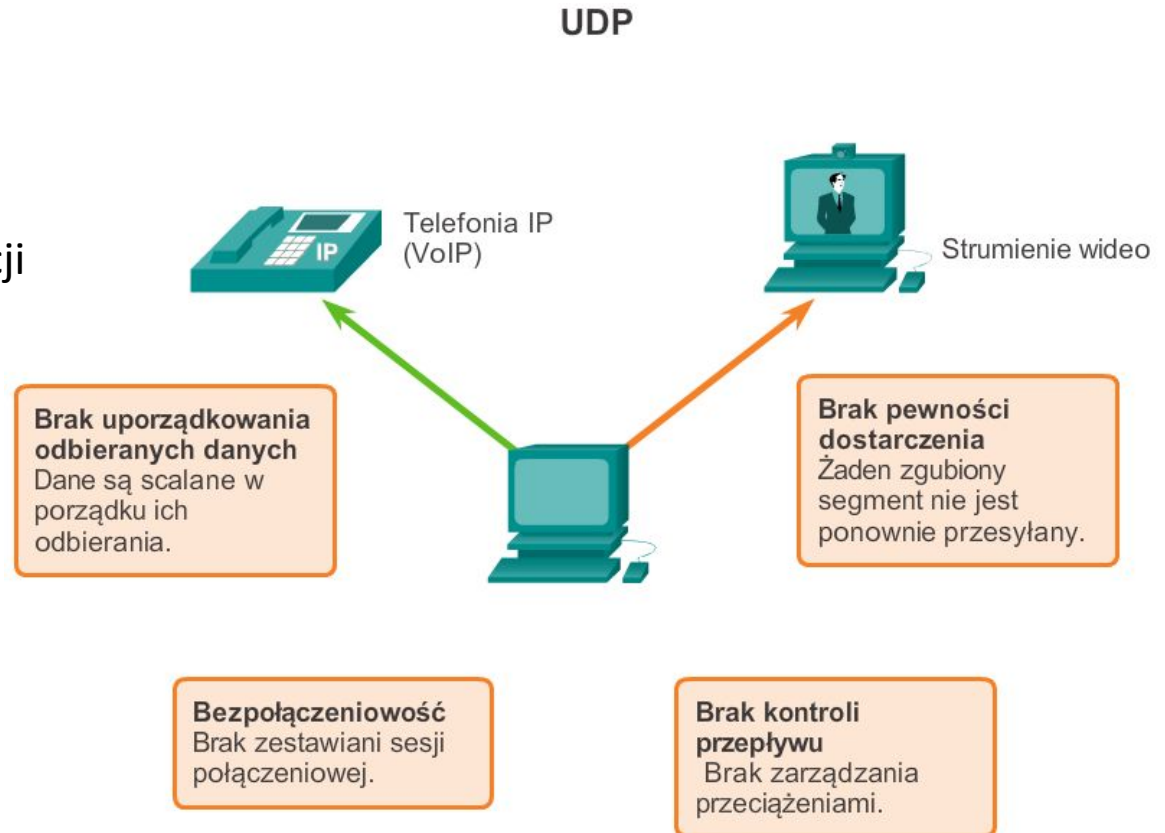 UDP
cji
IP
Telefonia IP
(VoIP)
Strumienie wideo
Brak uporządkowania
odbieranych danych
Dane są scalane w
porządku ich
odbierania.
Brak pewności
dostarczenia
Żaden zgubiony
segment nie jest
ponownie przesyłany.
Bezpołączeniowość
Brak zestawiani sesji
połączeniowej.
Brak kontroli
przepływu
Brak zarządzania
przeciążeniami.